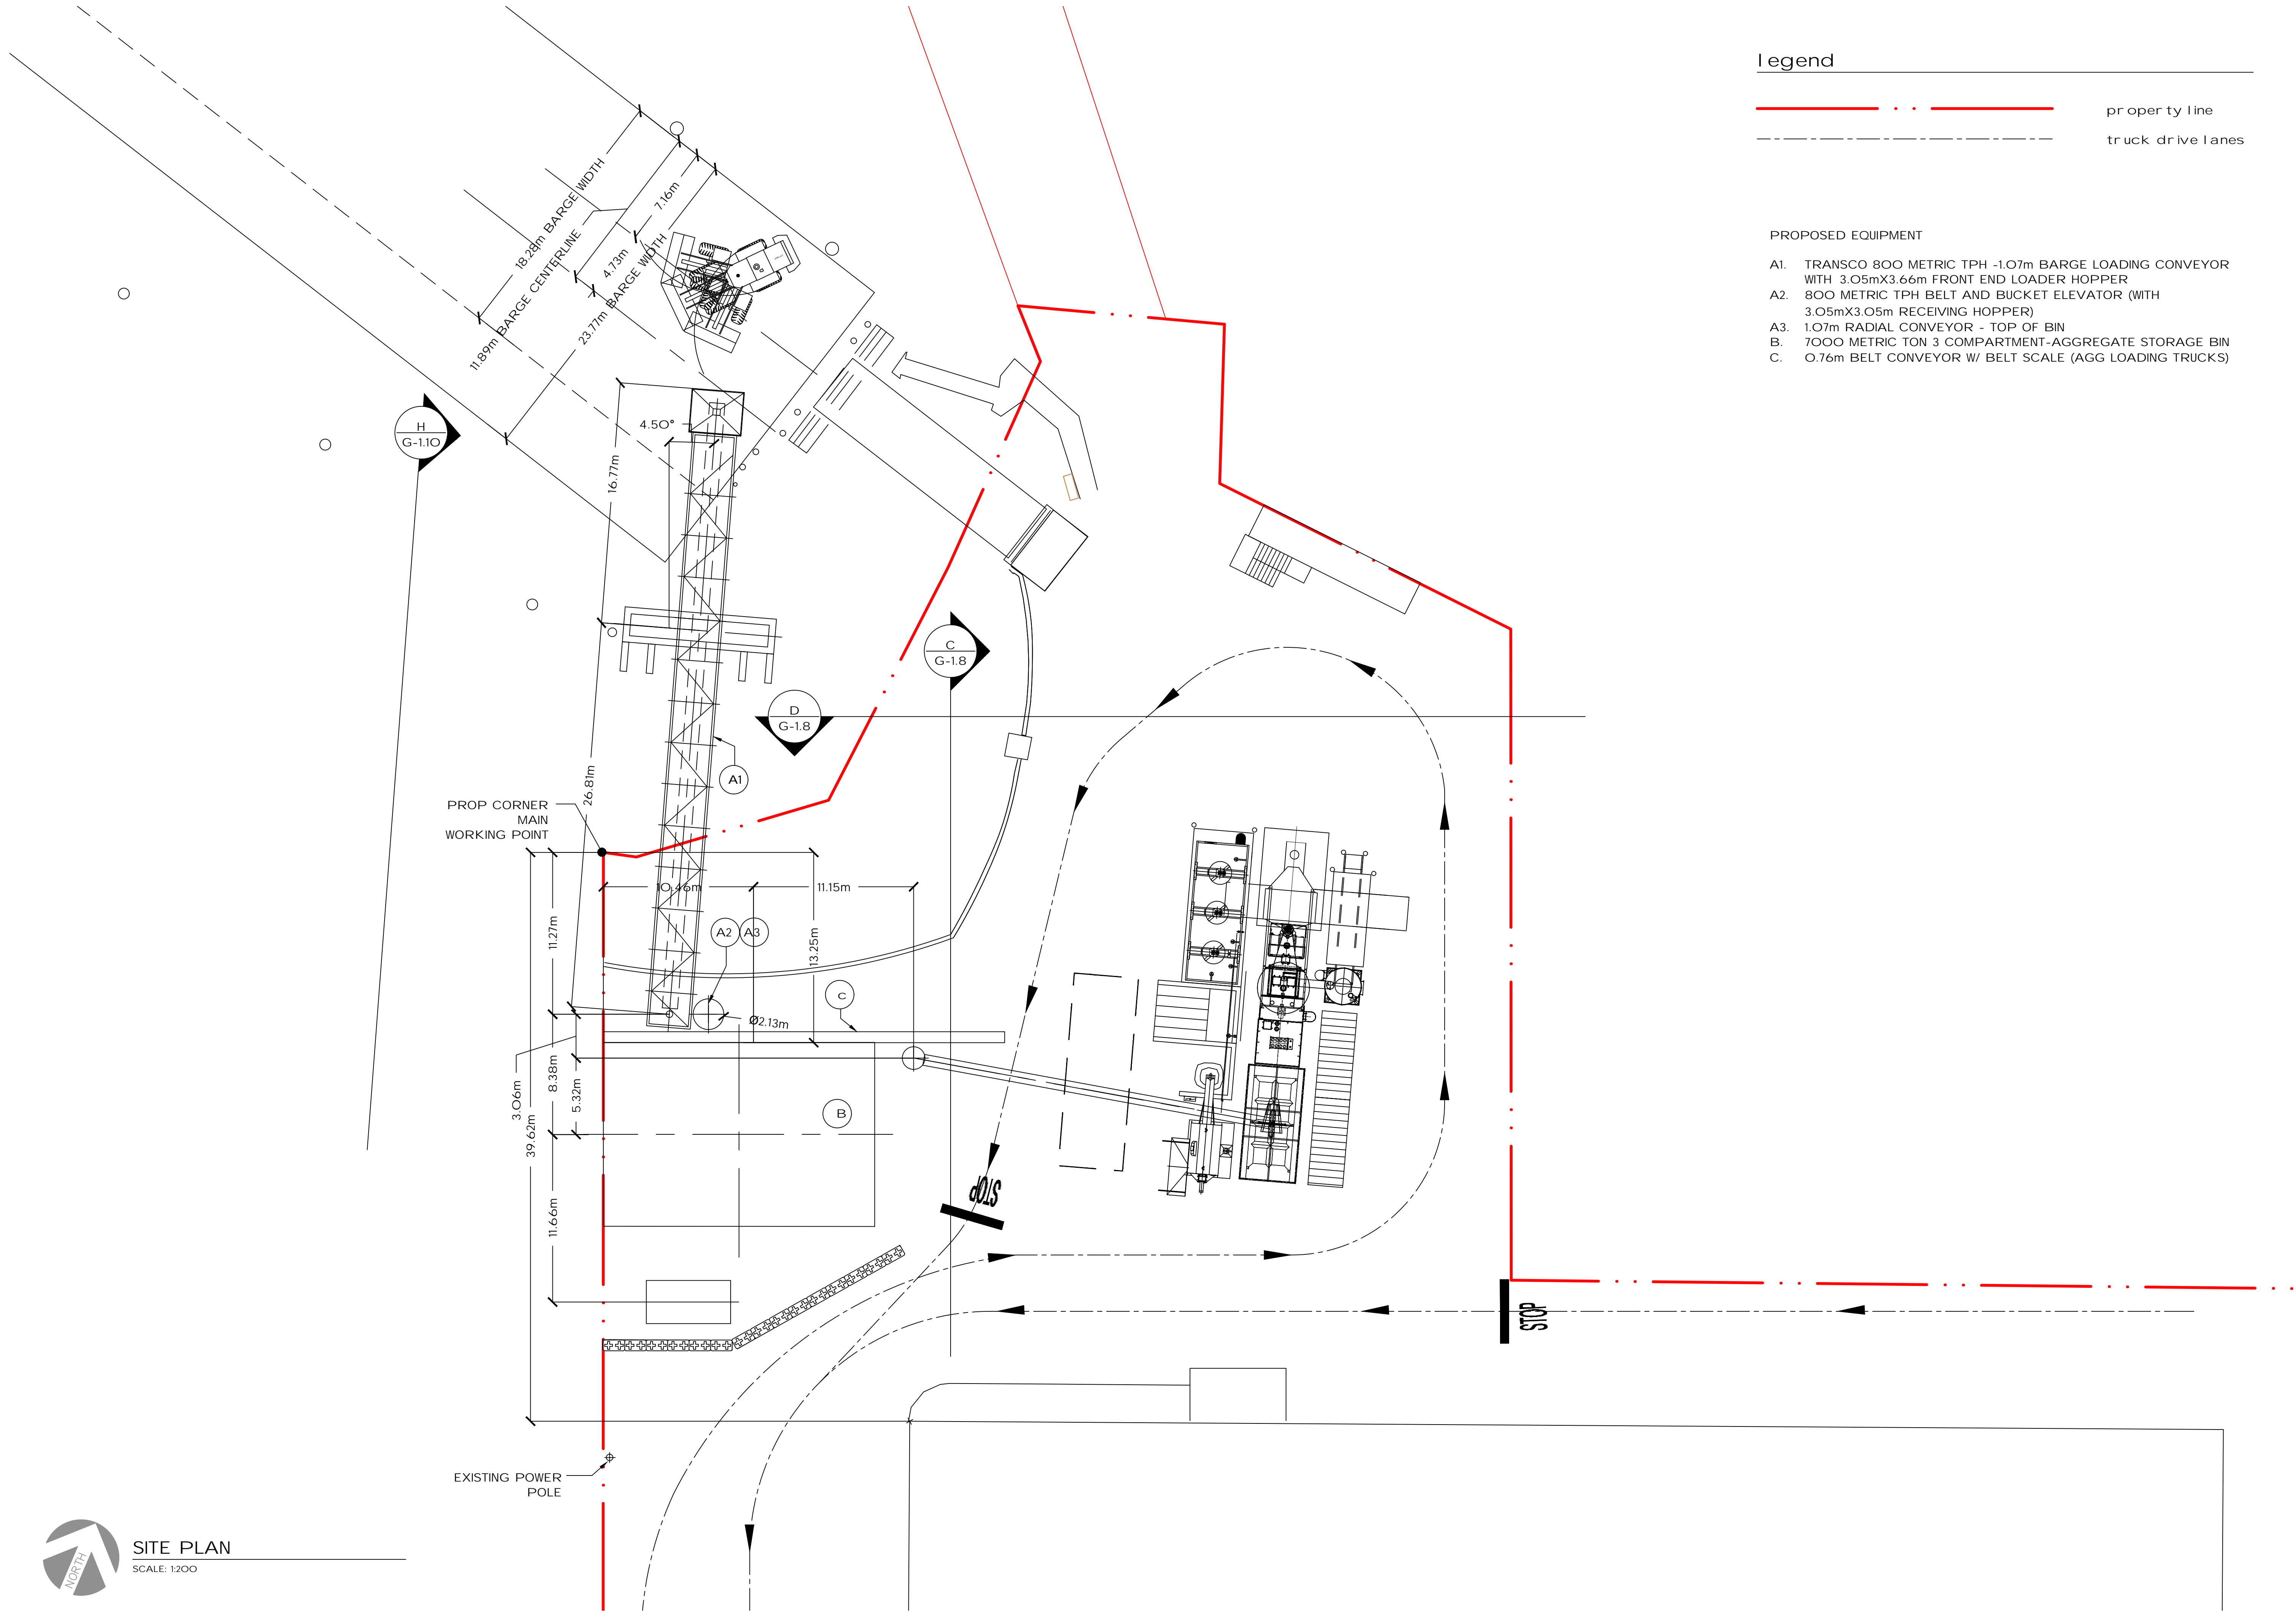 legend
property line
truck drive lanes
PROPOSED EQUIPMENT
A1. TRANSCO 800 METRIC TPH -1.07m BARGE LOADING CONVEYOR
WITH 3.05mX3.66m FRONT END LOADER HOPPER
A2. 800 METRIC TPH BELT AND BUCKET ELEVATOR (WITH
3.05mX3.05m RECEIVING HOPPER)
A3. 1.07m RADIAL CONVEYOR - TOP OF BIN
B. 7000 METRIC TON 3 COMPARTMENT-AGGREGATE STORAGE BIN
C. 0.76m BELT CONVEYOR W/ BELT SCALE (AGG LOADING TRUCKS)
18.28m BARGE WIDTH
11.89m BARGE CENTERLINE
7.16m
4.73m
23.77m BARGE WIDTH
H
G-1.10
4.50°
16.77m
C
G-1.8
D
G-1.8
A1
26.81m
PROP CORNER
MAIN
WORKING POINT
10.46m
11.15m
11.27m
A2
A3
13.25m
C
Ø2.13m
3.06m
8.38m
5.32m
39.62m
B
11.66m
STOP
STOP
EXISTING POWER
POLE
NORTH
SITE PLAN
SCALE: 1:200